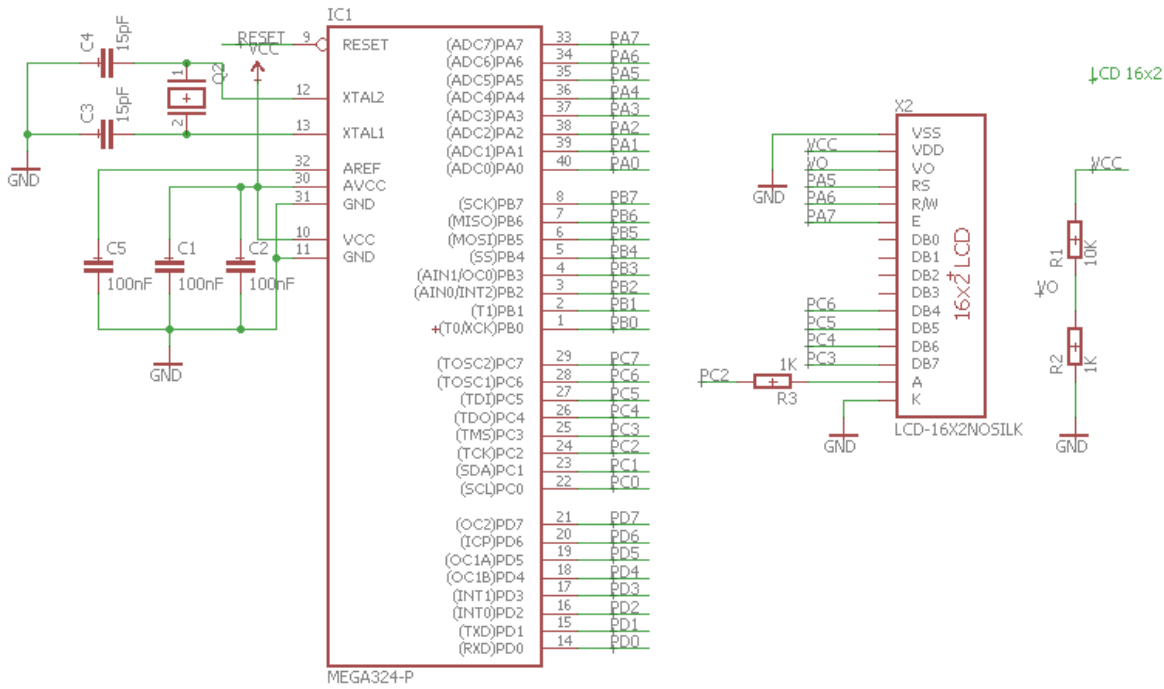 IC1
RESET 9 RESET
VCC
C4 15pF
1
Q2
2
12 XTAL2
C3 15pF
13 XTAL1
GND
32 AREF
30 AVCC
31 GND
10 VCC
11 GND
C5 100nF
C1 100nF
C2 100nF
GND
(ADC7)PA7 33 PA7
(ADC6)PA6 34 PA6
(ADC5)PA5 35 PA5
(ADC4)PA4 36 PA4
(ADC3)PA3 37 PA3
(ADC2)PA2 38 PA2
(ADC1)PA1 39 PA1
(ADC0)PA0 40 PA0
(SCK)PB7 8 PB7
(MISO)PB6 7 PB6
(MOSI)PB5 6 PB5
(SS)PB4 5 PB4
(AIN1/OC0)PB3 4 PB3
(AIN0/INT2)PB2 3 PB2
(T1)PB1 2 PB1
(T0/XCK)PB0 1 PB0
(TOSC2)PC7 29 PC7
(TOSC1)PC6 28 PC6
(TDI)PC5 27 PC5
(TDO)PC4 26 PC4
(TMS)PC3 25 PC3
(TCK)PC2 24 PC2
(SDA)PC1 23 PC1
(SCL)PC0 22 PC0
(OC2)PD7 21 PD7
(ICP)PD6 20 PD6
(OC1A)PD5 19 PD5
(OC1B)PD4 18 PD4
(INT1)PD3 17 PD3
(INT0)PD2 16 PD2
(TXD)PD1 15 PD1
(RXD)PD0 14 PD0
MEGA324-P
LCD 16x2
X2
VSS
GND
VCC VDD
VO VO
PA5 RS
PA6 R/W
PA7 E
DB0
DB1
DB2
DB3
PC6 DB4
PC5 DB5
PC4 DB6
PC3 DB7
PC2 1K R3 A
K
GND
16x2 LCD
LCD-16X2NOSILK
VCC
R1 10K
VO
R2 1K
GND